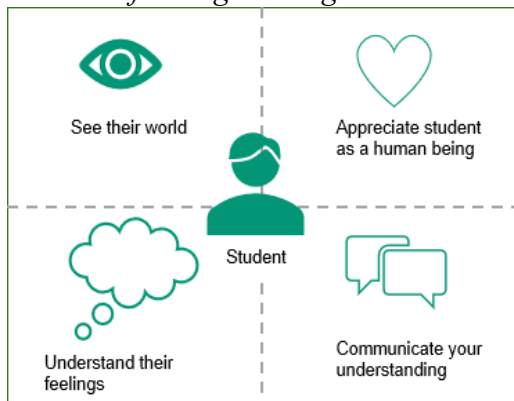 See their world
Appreciate student
as a human being
Student
Understand their
feelings
Communicate your
understanding